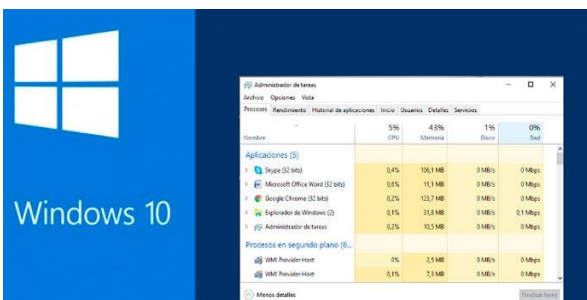 Windows 10
Administrador de tareas
Archivo Opciones Vista
Procesos Rendimiento Historial de aplicaciones Inicio Usuarios Detalles Servicios
5% 43% 1% 0%
Nombre CPU Memoria Disco Red
Aplicaciones (5)
Skype (32 bits) 0,4% 106,1 MB 0 MB/s 0 Mbps
Microsoft Office Word (32 bits) 0,6% 11,1 MB 0 MB/s 0 Mbps
Google Chrome (32 bits) 0,2% 123,7 MB 0 MB/s 0 Mbps
Explorador de Windows (2) 0,1% 31,8 MB 0 MB/s 0,1 Mbps
Administrador de tareas 0,2% 10,5 MB 0 MB/s 0 Mbps
Procesos en segundo plano (6...
WMI Provider Host 0% 2,5 MB 0 MB/s 0 Mbps
WMI Provider Host 0,1% 7,3 MB 0 MB/s 0 Mbps
Menos detalles Finalizar tarea